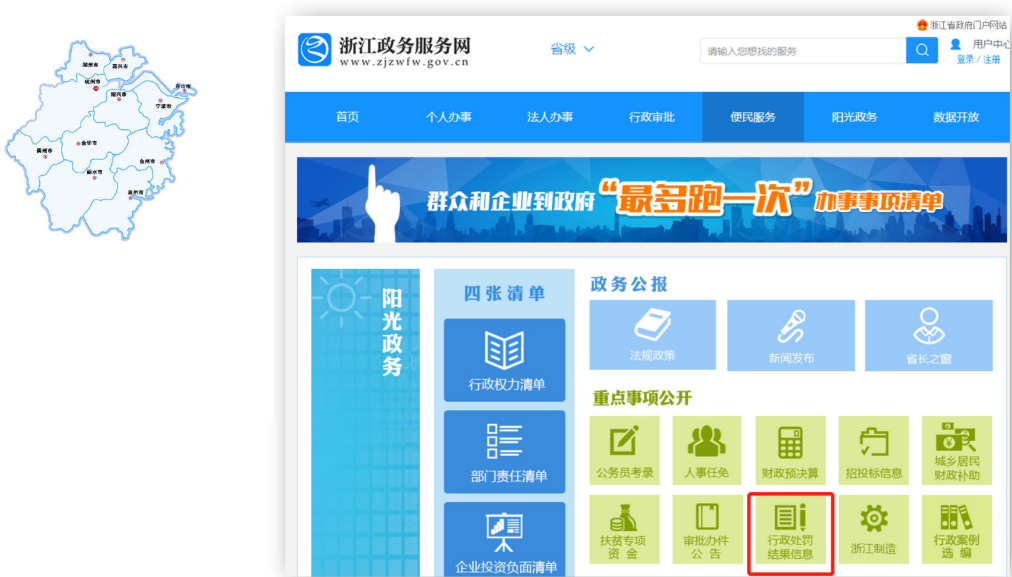 湖州市
嘉兴市
杭州市
舟山市
绍兴市
宁波市
金华市
衢州市
台州市
丽水市
温州市
浙江省政府门户网站
浙江政务服务网
www.zjzwfw.gov.cn
省级
请输入您想找的服务
用户中心
登录 / 注册
首页
个人办事
法人办事
行政审批
便民服务
阳光政务
数据开放
群众和企业到政府“最多跑一次”办事事项清单
阳光政务
四张清单
行政权力清单
部门责任清单
企业投资负面清单
政务公报
法规政策
新闻发布
省长之窗
重点事项公开
公务员考录
人事任免
财政预决算
招投标信息
城乡居民
财政补助
扶贫专项
资 金
审批办件
公 告
行政处罚
结果信息
浙江制造
行政案例
选 编